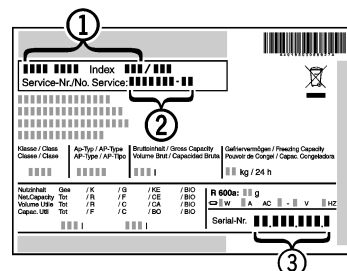 1
Index /
Service-Nr./No. Service: -
2
Klasse / Class
Classe / Clase
Ap-Typ / AP-Type
AP-Type / AP-Tipo
Bruttoinhalt / Gross Capacity
Volume Brut / Capacidad Bruta
Gefriervermögen / Freezing Capacity
Pouvoir de Congel / Capac. Congeladora
l
kg / 24 h
Nutzinhalt Ges / K / G / KE / BIO
Net.Capacity Tot / R / F / CE / BIO
Volume Utile Tot / R / C / CA / BIO
Capac. Util Tot / F / C / BO / BIO
l l
R 600a: g
W A AC - V HZ
Serial-Nr. . . .
3